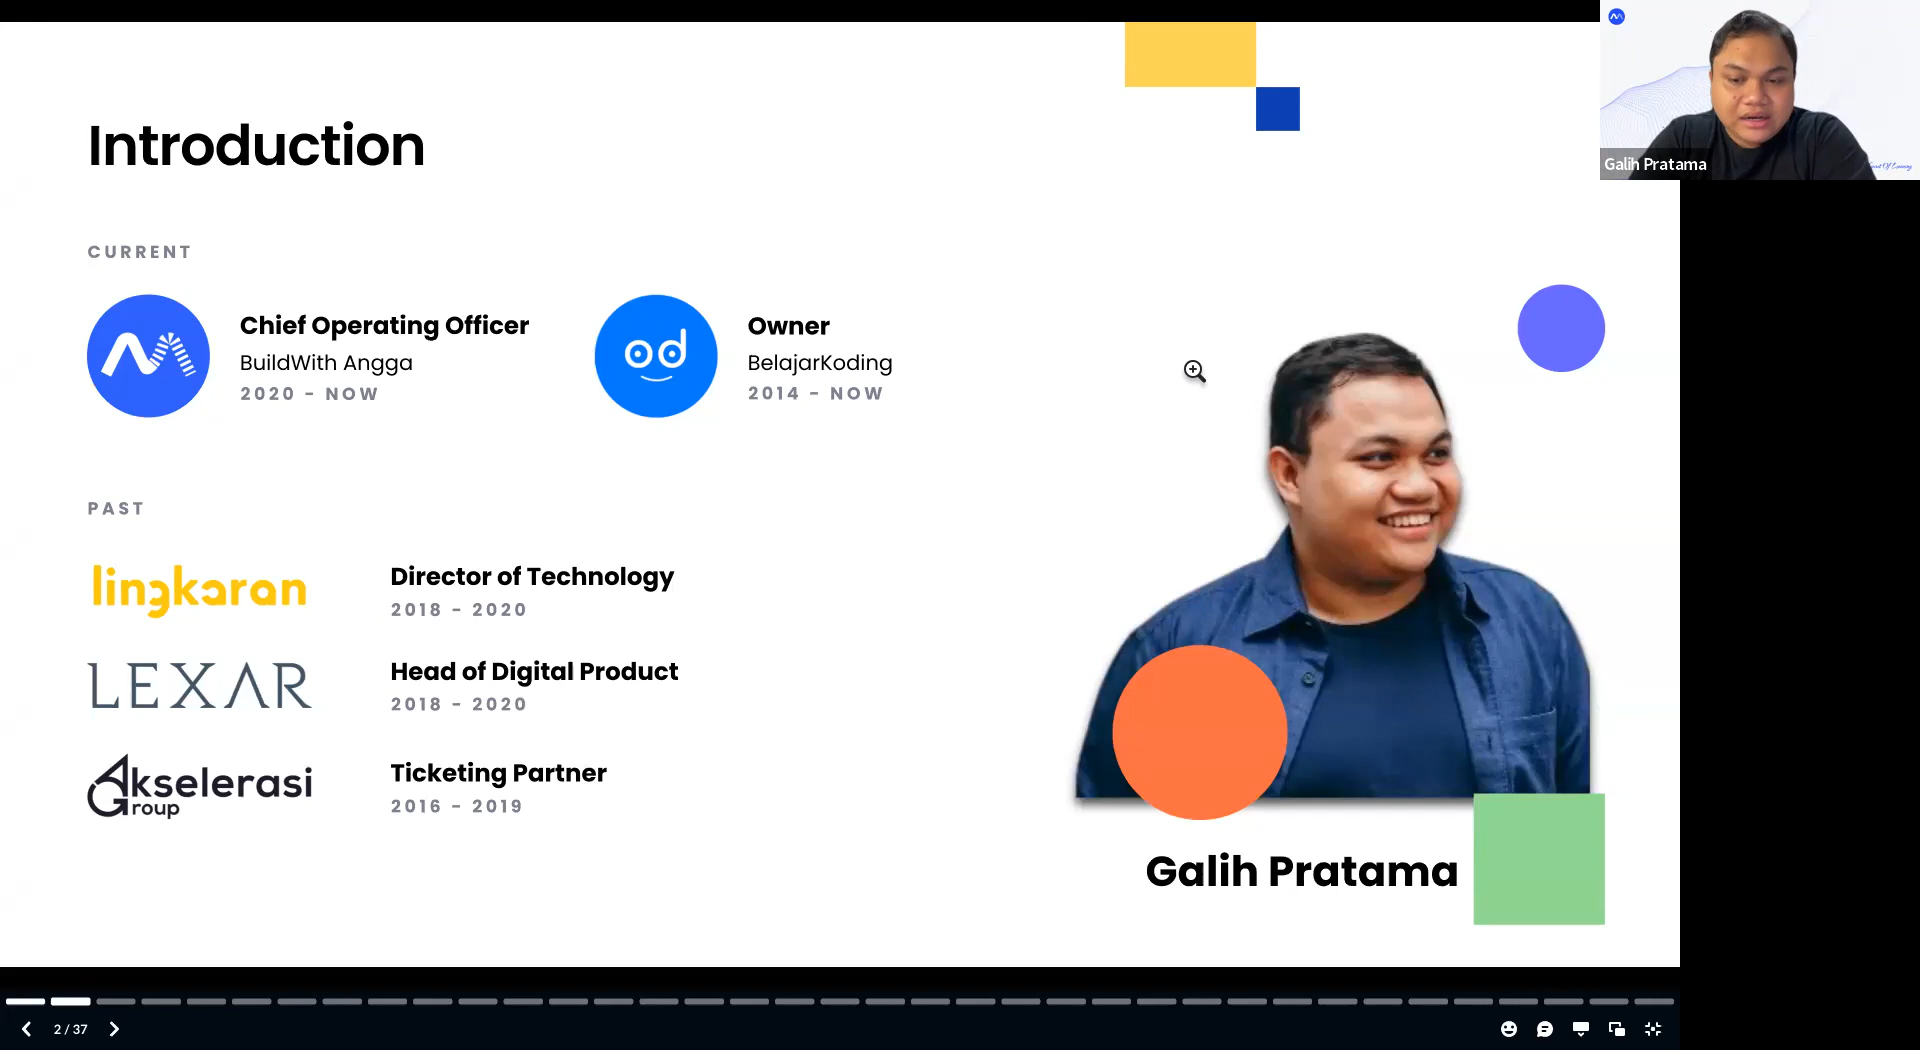 Introduction
CURRENT
Chief Operating Officer
BuildWith Angga
2020 - NOW
Owner
BelajarKoding
2014 - NOW
PAST
lingkaran
Director of Technology
2018 - 2020
LEXAR
Head of Digital Product
2018 - 2020
Akselerasi
Group
Ticketing Partner
2016 - 2019
Galih Pratama
Galih Pratama
2 / 37